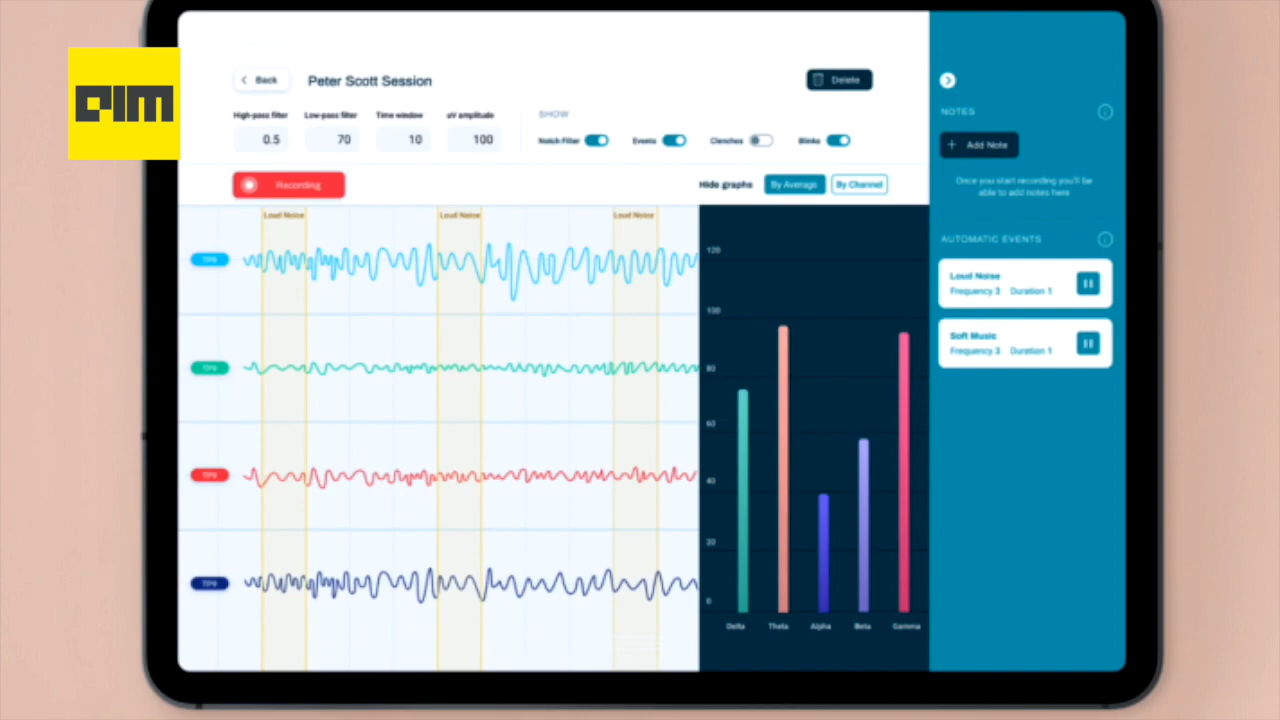 AIM
Back
Peter Scott Session
Delete
High-pass filter
Low-pass filter
Time window
uV amplitude
SHOW
0.5
70
10
100
Notch Filter
Events
Clenches
Blinks
Recording
Hide graphs
By Average
By Channel
Loud Noise
Loud Noise
Loud Noise
TP9
TP9
TP9
TP9
120
100
80
60
40
20
0
Delta
Theta
Alpha
Beta
Gamma
NOTES
Add Note
Once you start recording you'll be
able to add notes here
AUTOMATIC EVENTS
Loud Noise
Frequency 3 Duration 1
Soft Music
Frequency 3 Duration 1